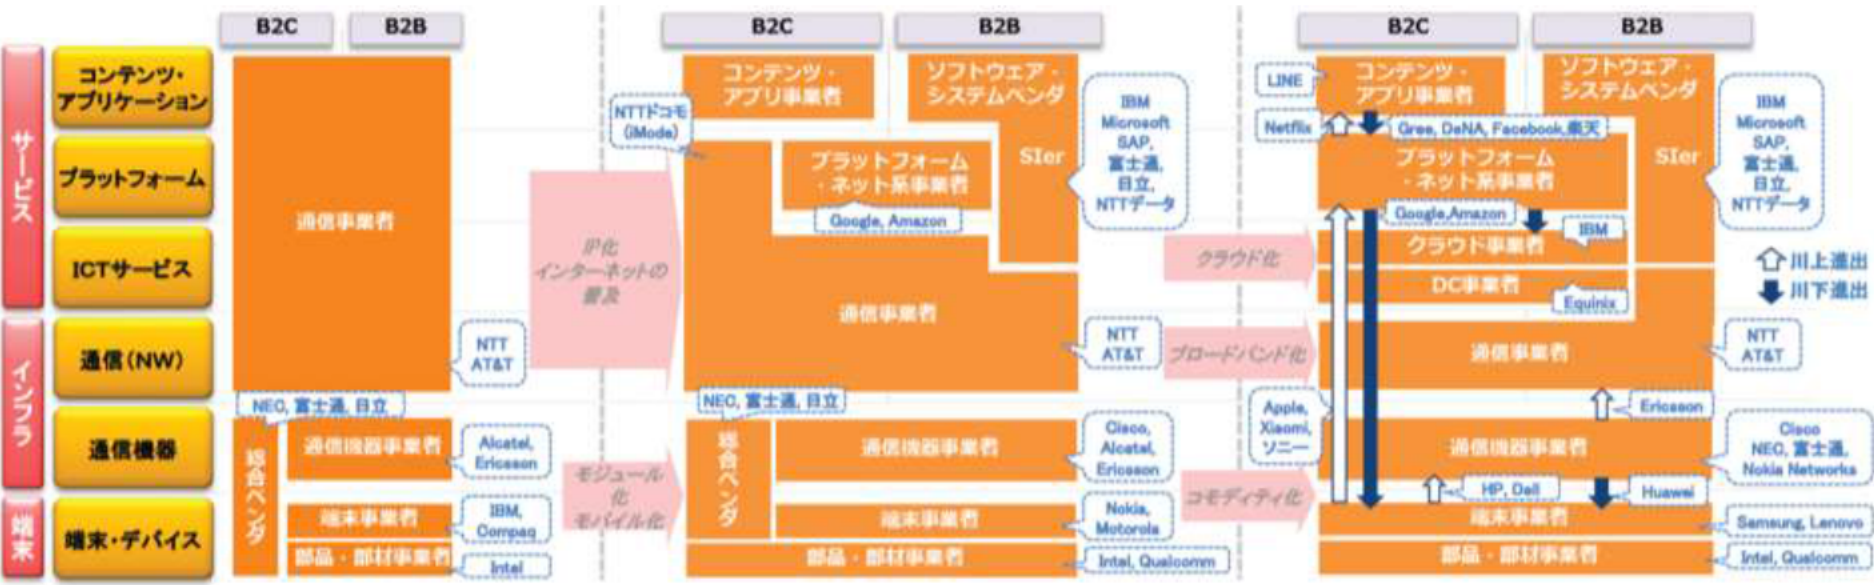 サービス
インフラ
端末
コンテンツ・
アプリケーション
プラットフォーム
ICTサービス
通信(NW)
通信機器
端末・デバイス
B2C
B2B
通信事業者
NTT
AT&T
NEC, 富士通, 日立
総合ベンダ
通信機器事業者
Alcatel,
Ericsson
端末事業者
IBM,
Compaq
部品・部材事業者
Intel
IP化
インターネットの
普及
モジュール
化
モバイル化
B2C
B2B
コンテンツ・
アプリ事業者
ソフトウェア・
システムベンダ
SIer
NTTドコモ
(iMode)
プラットフォーム
・ネット系事業者
Google, Amazon
IBM
Microsoft
SAP,
富士通,
日立,
NTTデータ
通信事業者
NTT
AT&T
NEC, 富士通, 日立
総合ベンダ
通信機器事業者
Cisco,
Alcatel,
Ericsson
端末事業者
Nokia,
Motorola
部品・部材事業者
Intel, Qualcomm
クラウド化
ブロードバンド化
コモディティ化
B2C
B2B
LINE
コンテンツ・
アプリ事業者
ソフトウェア・
システムベンダ
SIer
Netflix
Gree, DeNA, Facebook,楽天
プラットフォーム
・ネット系事業者
Google,Amazon
IBM
クラウド事業者
DC事業者
Equinix
IBM
Microsoft
SAP,
富士通,
日立,
NTTデータ
川上進出
川下進出
通信事業者
NTT
AT&T
Apple,
Xiaomi,
ソニー
Ericsson
通信機器事業者
Cisco
NEC, 富士通,
Nokia Networks
HP, Dell
Huawei
端末事業者
Samsung, Lenovo
部品・部材事業者
Intel, Qualcomm